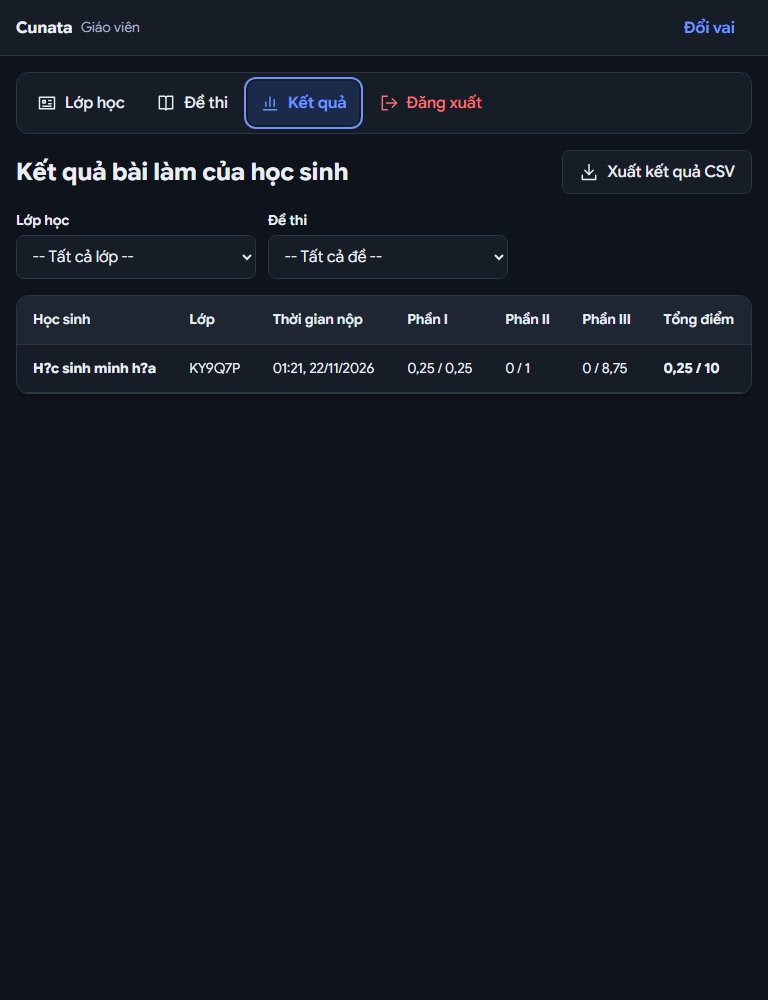 Cunata Giáo viên Đổi vai
Lớp học Đề thi Kết quả Đăng xuất
Kết quả bài làm của học sinh Xuất kết quả CSV
Lớp học Đề thi
-- Tất cả lớp -- -- Tất cả đề --
Học sinh Lớp Thời gian nộp Phần I Phần II Phần III Tổng điểm
H?c sinh minh h?a KY9Q7P 01:21, 22/11/2026 0,25 / 0,25 0 / 1 0 / 8,75 0,25 / 10